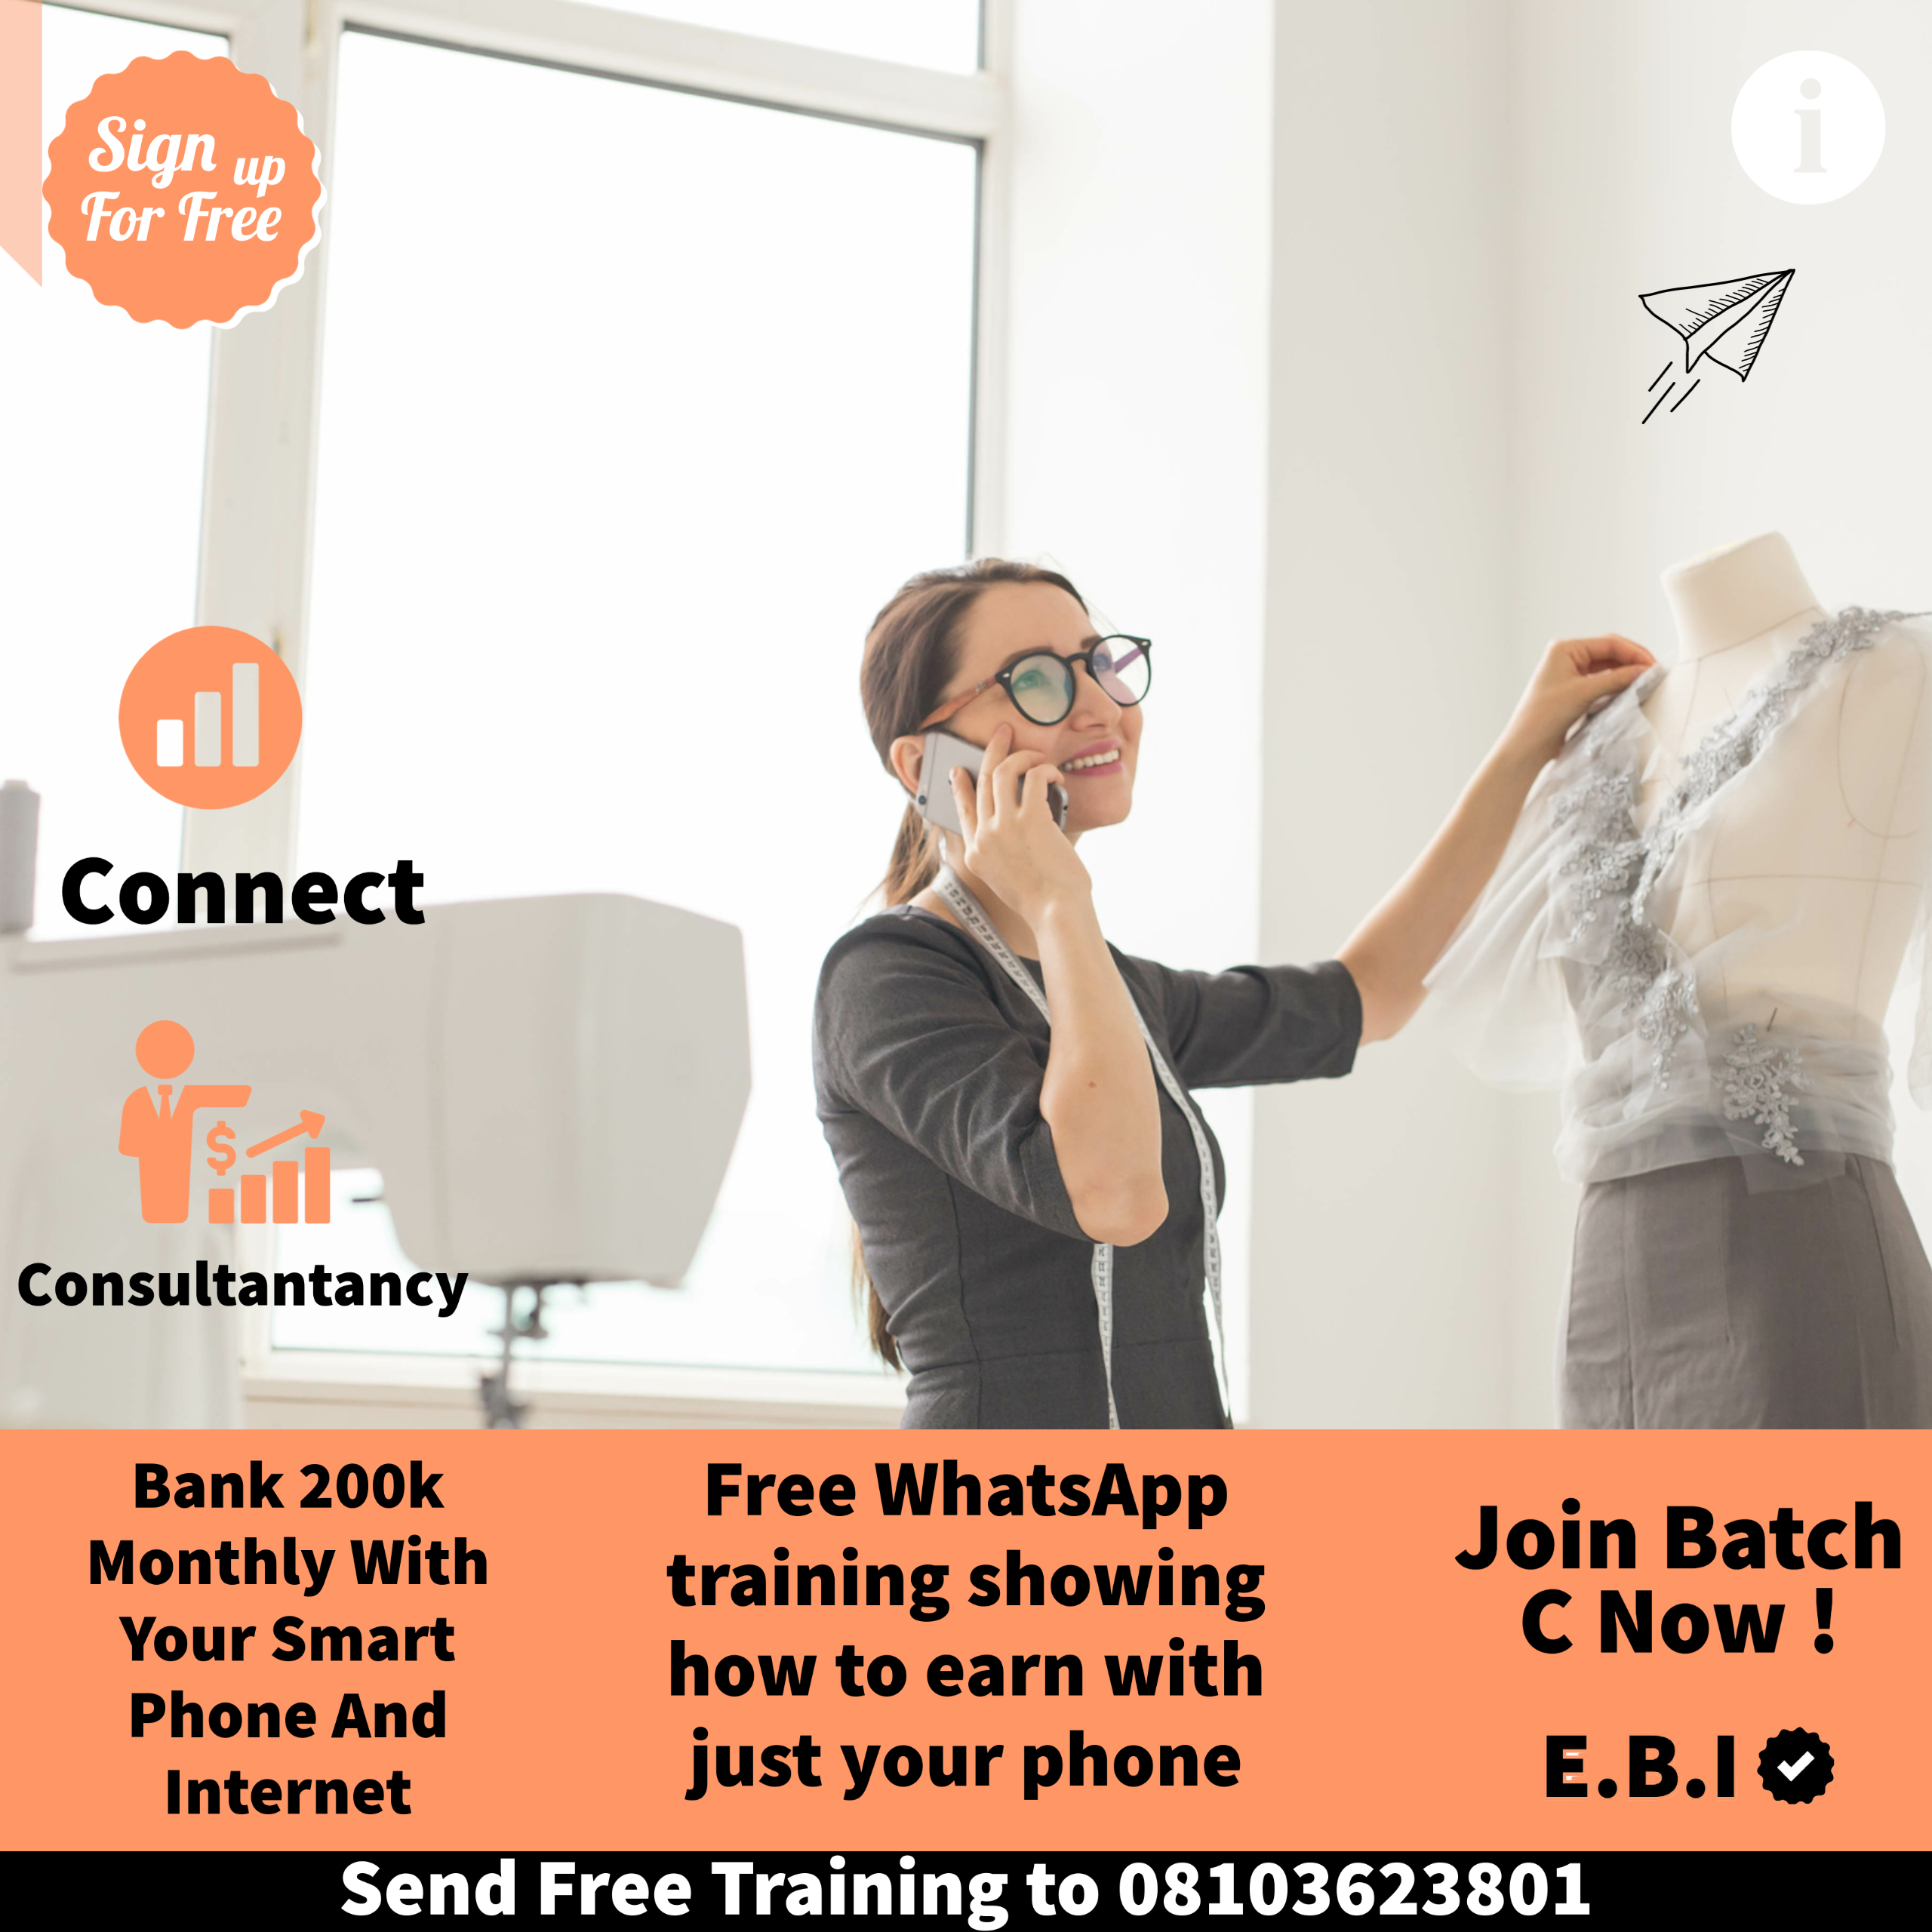 Sign up
For Free
i
Connect
Consultantancy
Bank 200k
Monthly With
Your Smart
Phone And
Internet
Free WhatsApp
training showing
how to earn with
just your phone
Join Batch
C Now !
E.B.I
Send Free Training to 08103623801